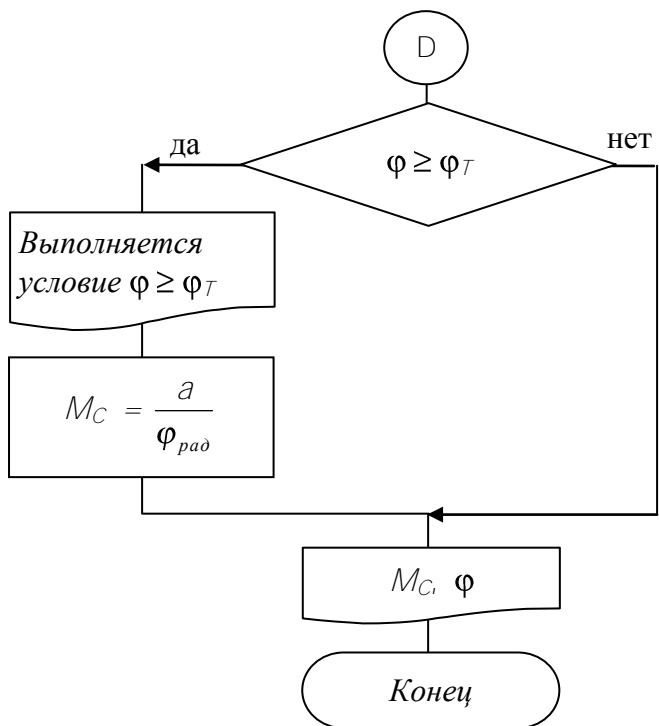 D
да
нет
φ ≥ φT
Выполняется
условие φ ≥ φT
MC = a
φрад
MC, φ
Конец